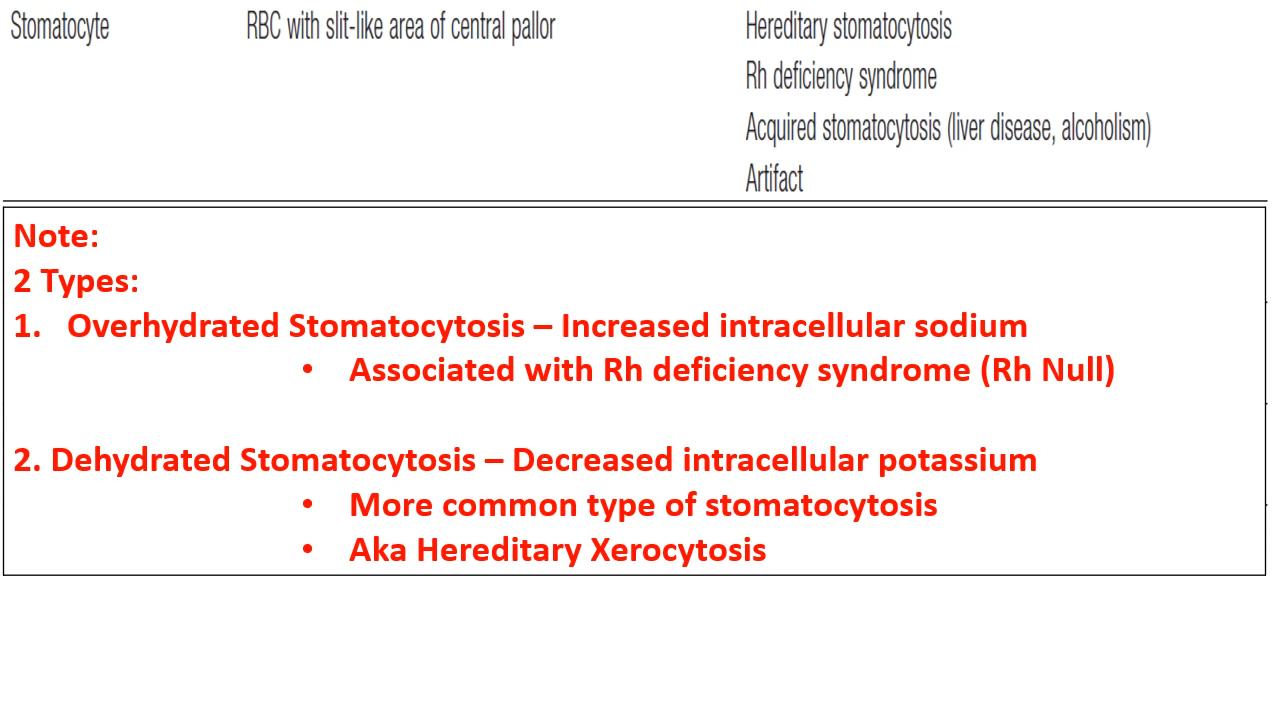 Stomatocyte RBC with slit-like area of central pallor Hereditary stomatocytosis
Rh deficiency syndrome
Acquired stomatocytosis (liver disease, alcoholism)
Artifact
Note:
2 Types:
1. Overhydrated Stomatocytosis – Increased intracellular sodium
• Associated with Rh deficiency syndrome (Rh Null)
2. Dehydrated Stomatocytosis – Decreased intracellular potassium
• More common type of stomatocytosis
• Aka Hereditary Xerocytosis